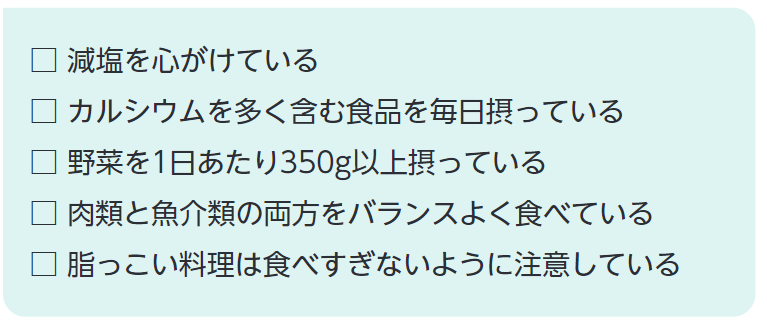 □ 減塩を心がけている
□ カルシウムを多く含む食品を毎日摂っている
□ 野菜を1日あたり350g以上摂っている
□ 肉類と魚介類の両方をバランスよく食べている
□ 脂っこい料理は食べすぎないように注意している